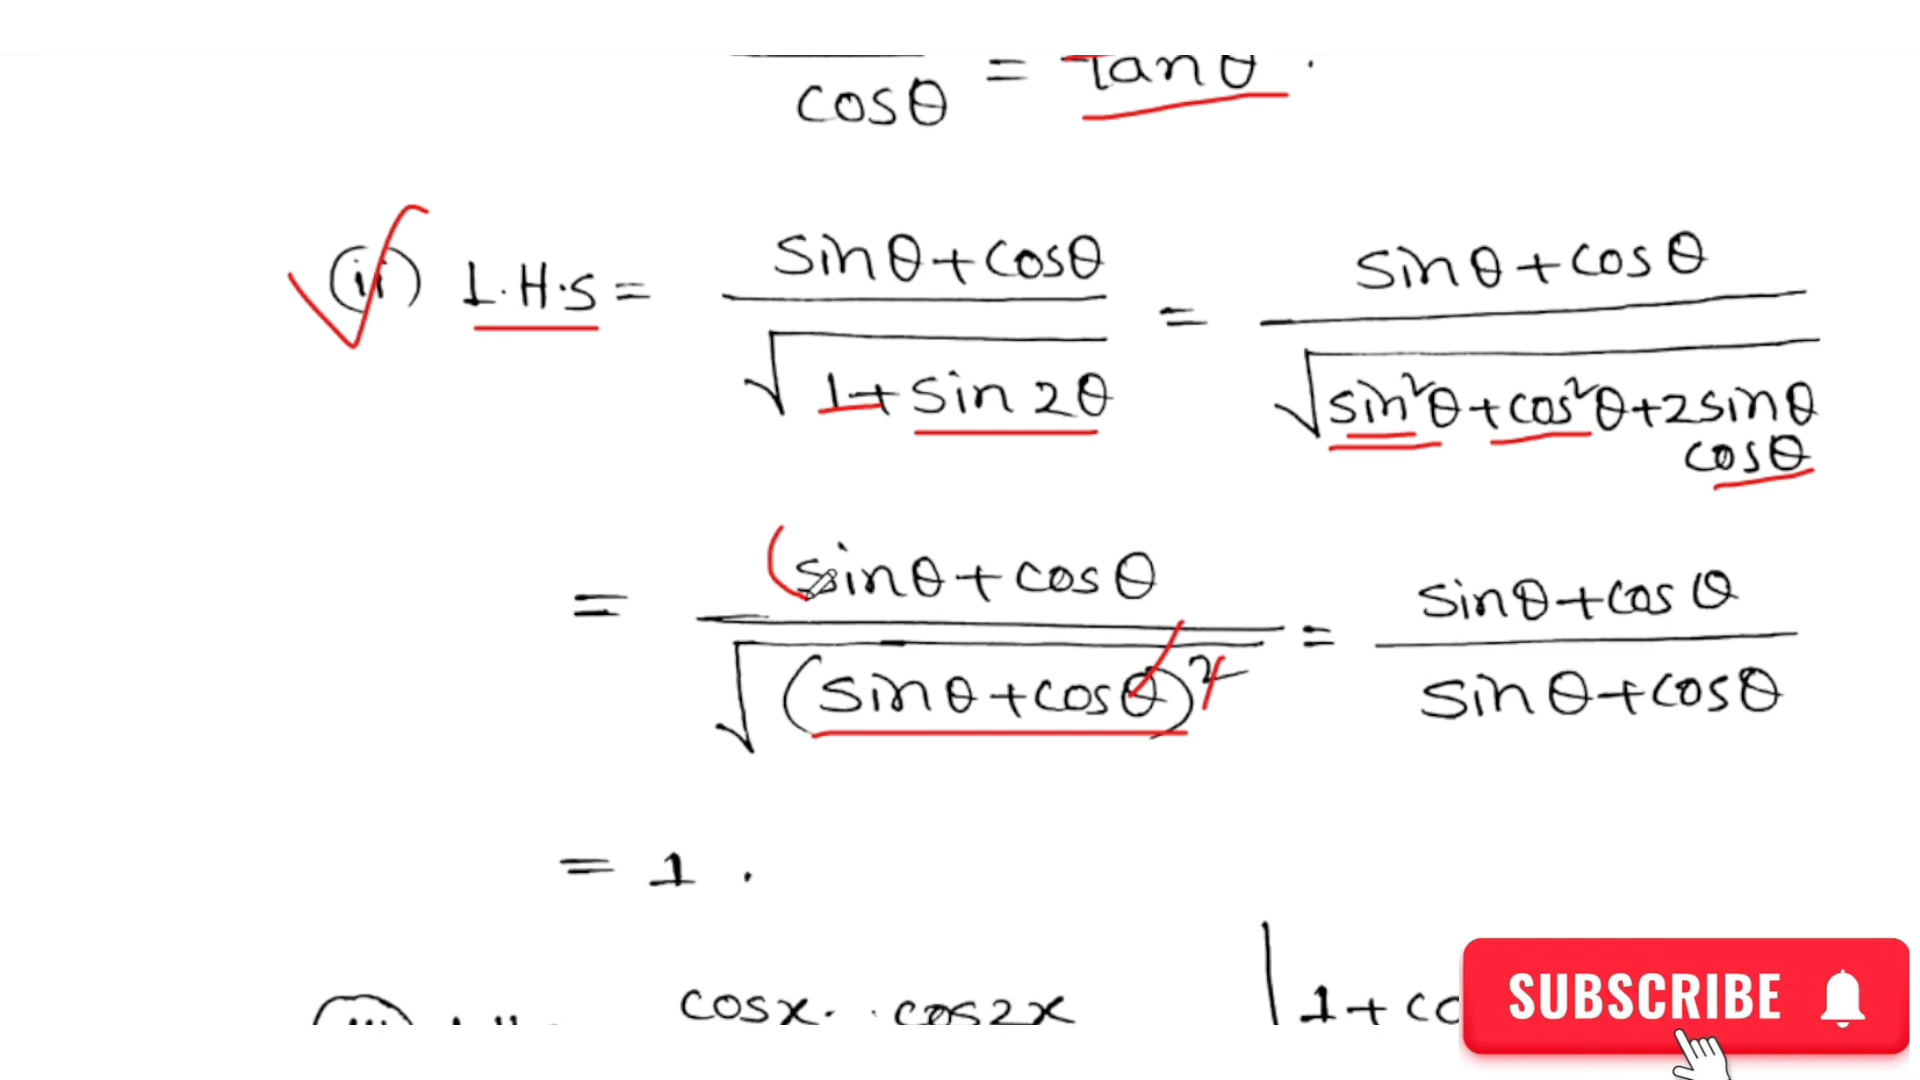 cosθ = tanθ .
(ii) L.H.S = sinθ+cosθ / √1+sin2θ = sinθ+cosθ / √sin²θ+cos²θ+2sinθ cosθ
= sinθ+cosθ / √(sinθ+cosθ)² = sinθ+cosθ / sinθ+cosθ
= 1 .
cosx . . cos2x | 1+co
SUBSCRIBE